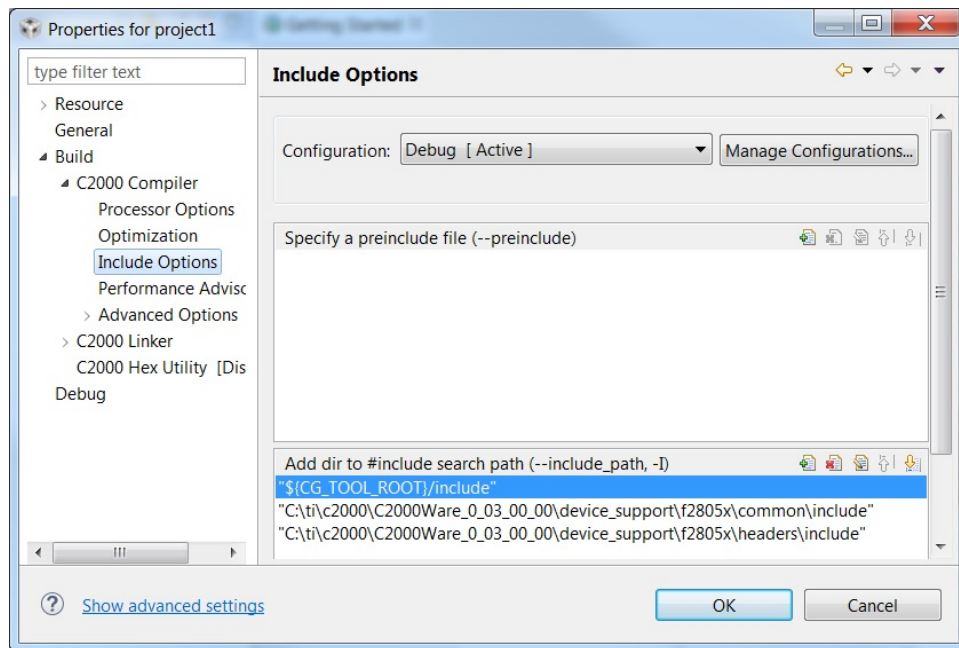 Properties for project1
Getting Started
type filter text
Resource
General
Build
C2000 Compiler
Processor Options
Optimization
Include Options
Performance Advisc
Advanced Options
C2000 Linker
C2000 Hex Utility [Dis
Debug
Include Options
Configuration: Debug [ Active ] Manage Configurations...
Specify a preinclude file (--preinclude)
Add dir to #include search path (--include_path, -I)
"${CG_TOOL_ROOT}/include"
"C:\ti\c2000\C2000Ware_0_03_00_00\device_support\f2805x\common\include"
"C:\ti\c2000\C2000Ware_0_03_00_00\device_support\f2805x\headers\include"
Show advanced settings
OK Cancel